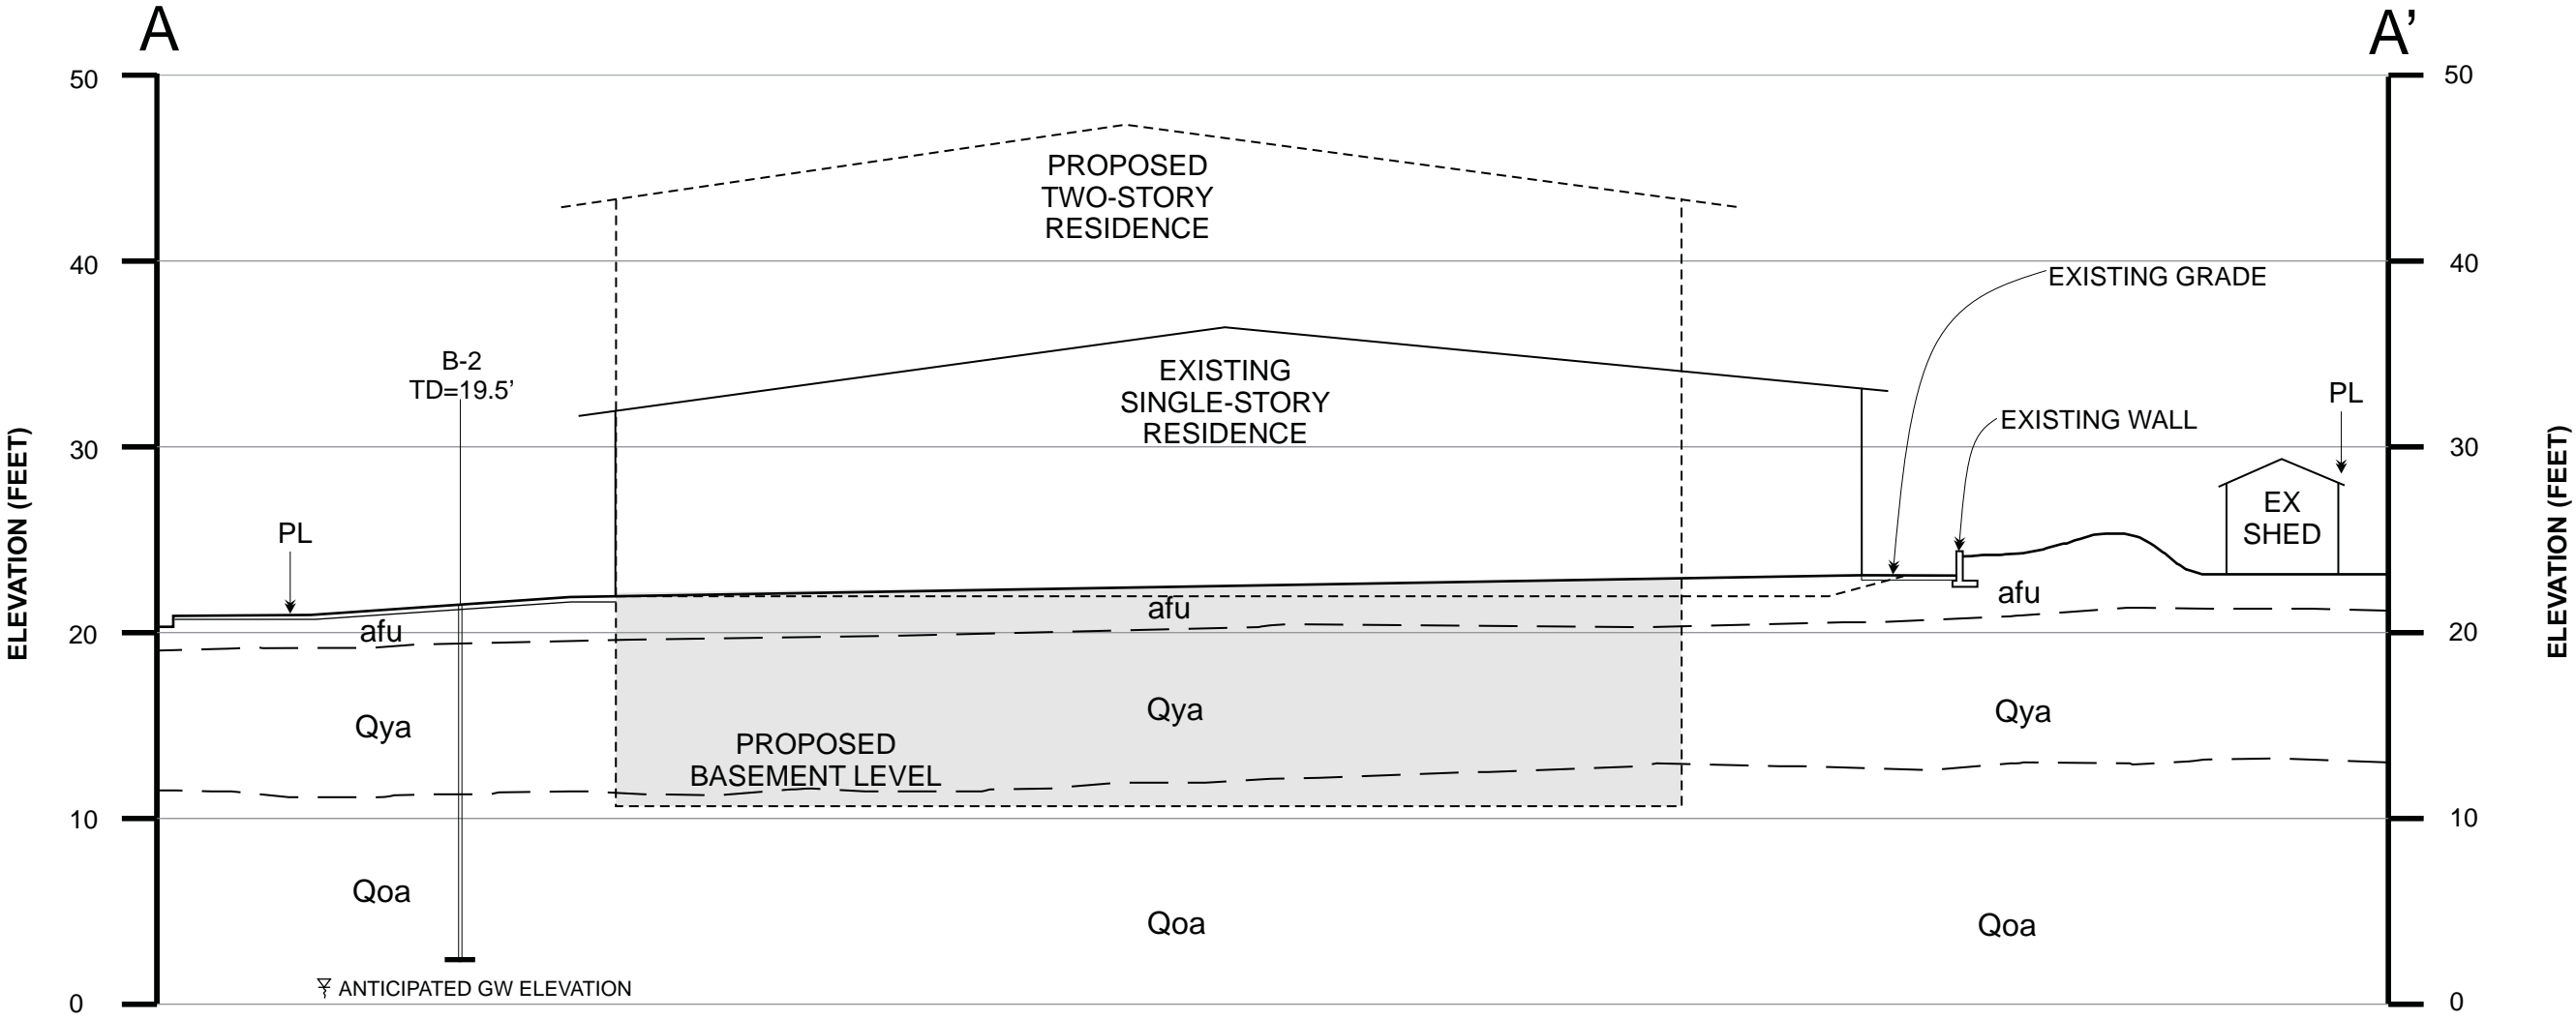 A
A’
50
50
PROPOSED
TWO-STORY
RESIDENCE
40
40
EXISTING GRADE
B-2
TD=19.5’
EXISTING
SINGLE-STORY
RESIDENCE
PL
EXISTING WALL
30
30
ELEVATION (FEET)
ELEVATION (FEET)
EX
SHED
PL
afu
afu
afu
20
20
Qya
Qya
Qya
PROPOSED
BASEMENT LEVEL
10
10
Qoa
Qoa
Qoa
ANTICIPATED GW ELEVATION
0
0